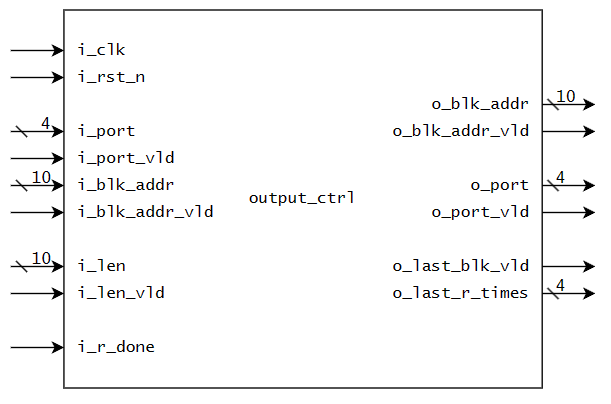 i_clk
i_rst_n
o_blk_addr 10
4 i_port o_blk_addr_vld
i_port_vld
10 i_blk_addr o_port 4
output_ctrl
i_blk_addr_vld o_port_vld
10 i_len o_last_blk_vld
i_len_vld o_last_r_times 4
i_r_done